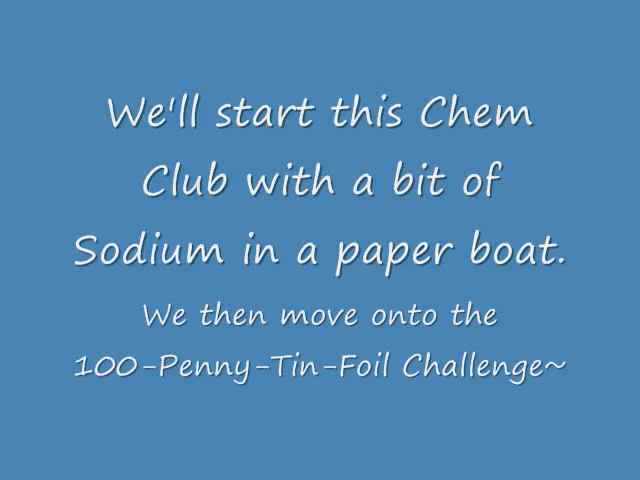 We'll start this Chem
Club with a bit of
Sodium in a paper boat.
We then move onto the
100-Penny-Tin-Foil Challenge~